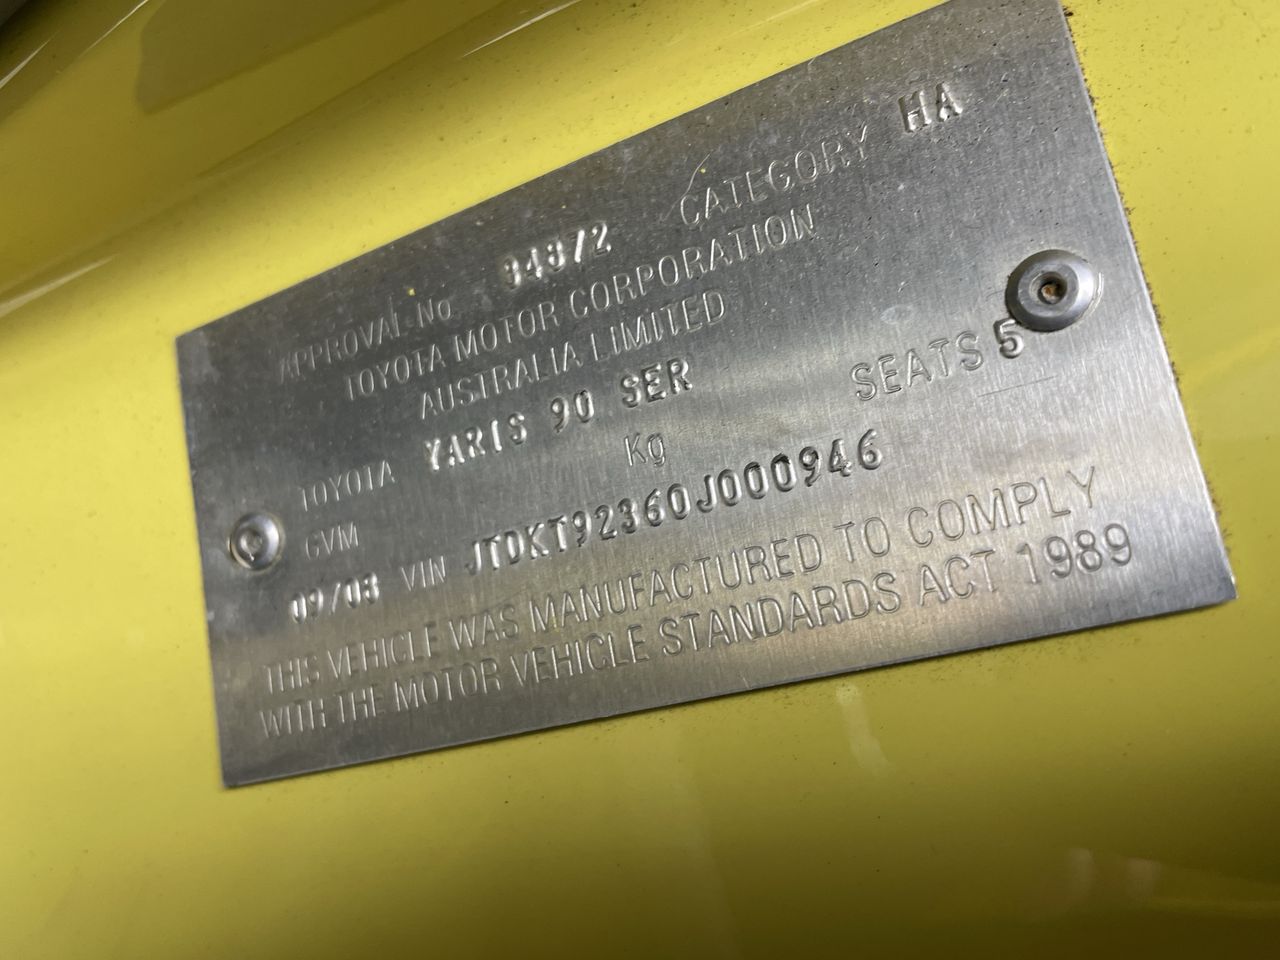 APPROVAL No 34372 CATEGORY MA
TOYOTA MOTOR CORPORATION
AUSTRALIA LIMITED
TOYOTA YARIS 90 SER
GVM Kg SEATS 5
09/08 VIN JTDKT92360J000946
THIS VEHICLE WAS MANUFACTURED TO COMPLY
WITH THE MOTOR VEHICLE STANDARDS ACT 1989